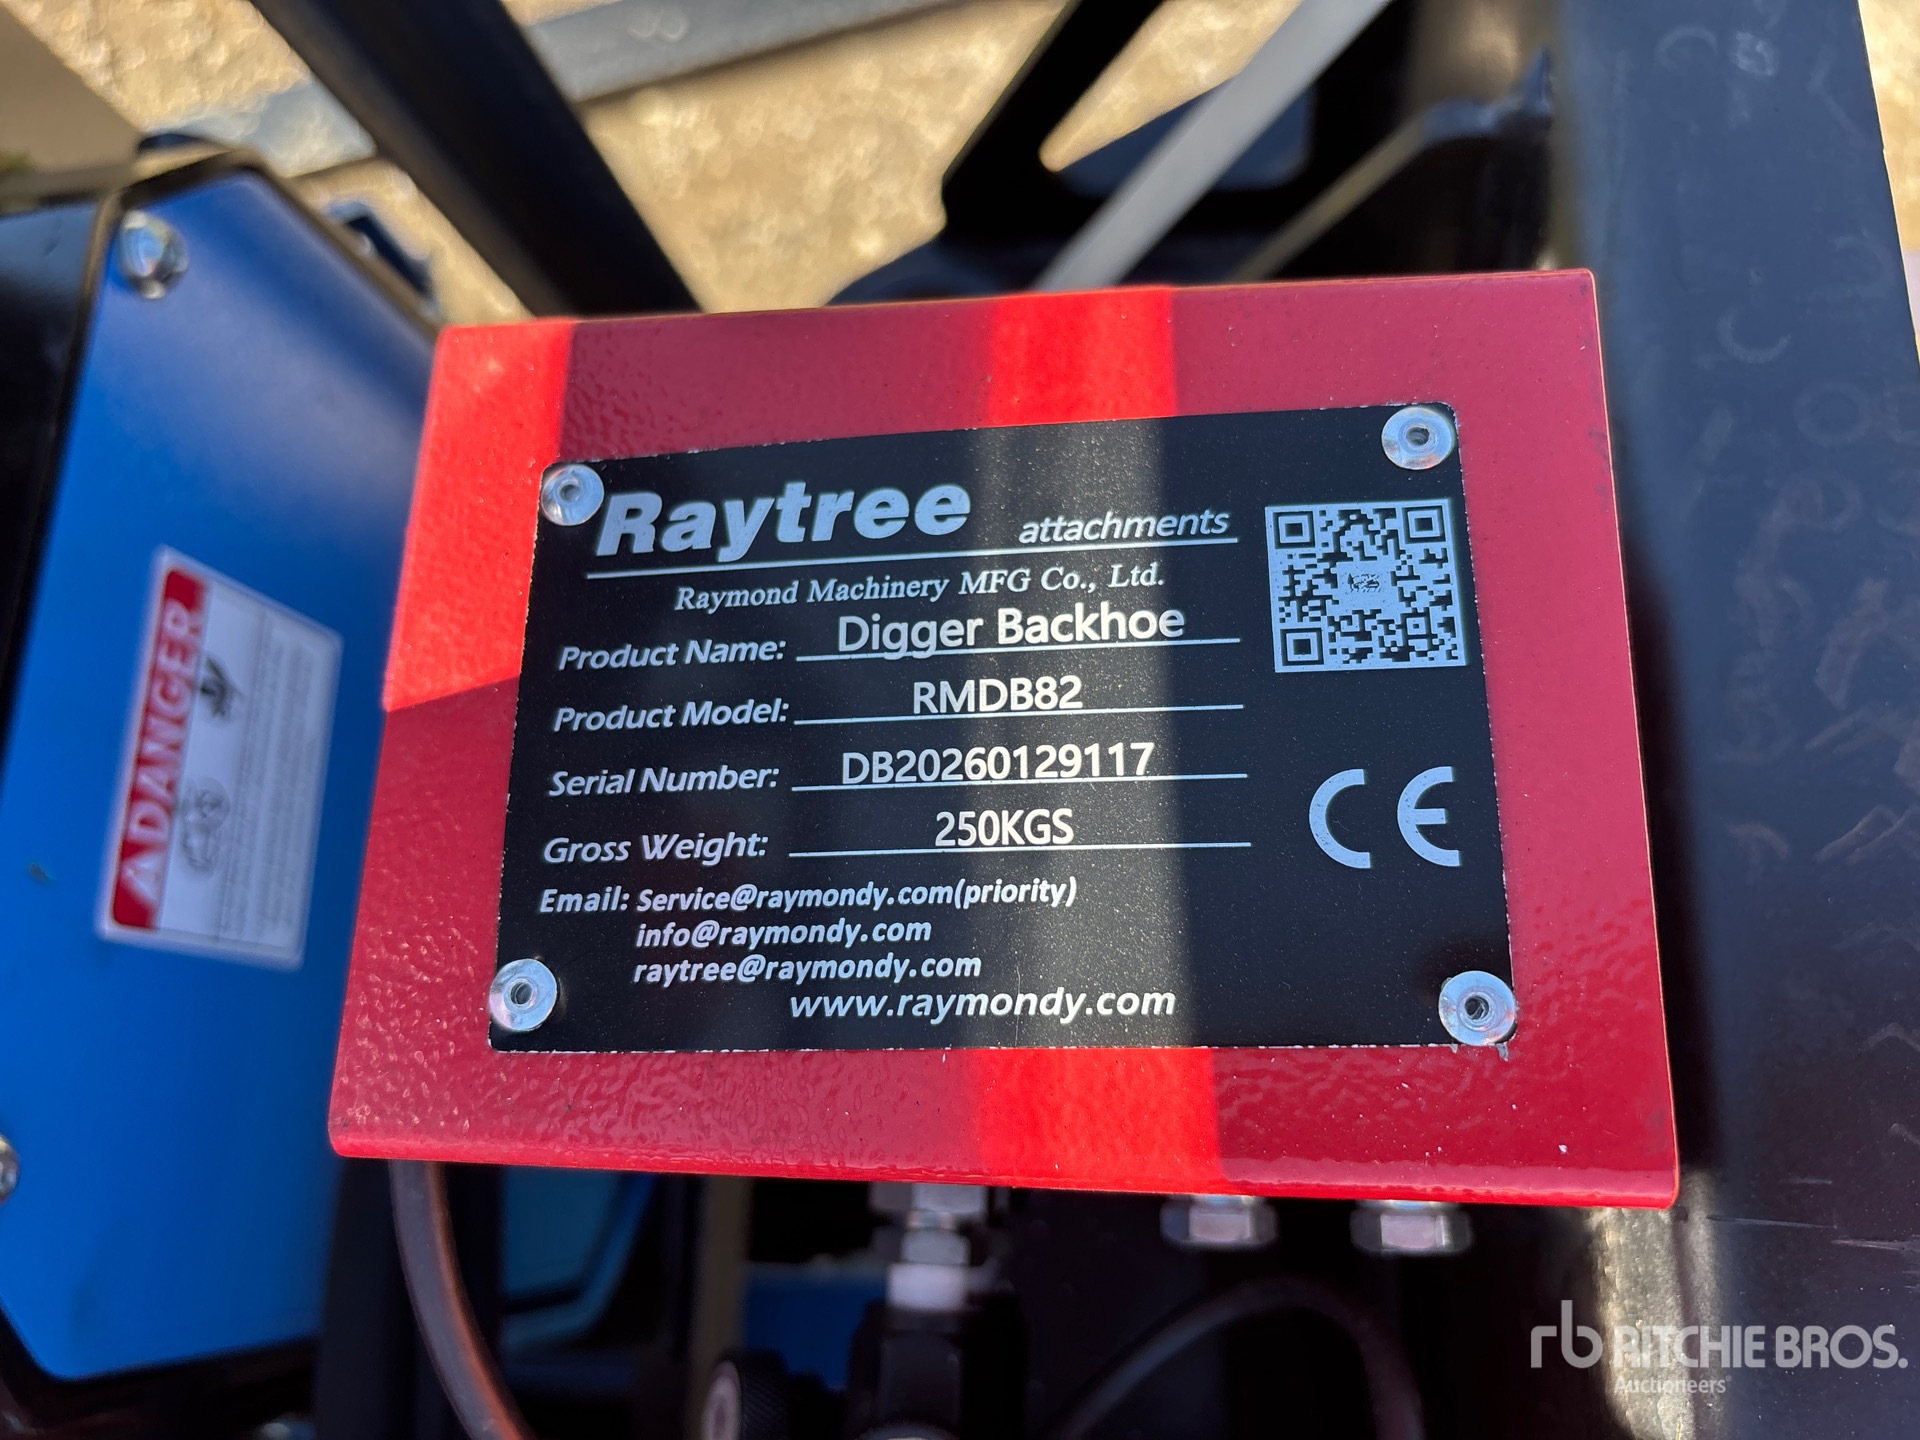 Raytree attachments
Raymond Machinery MFG Co., Ltd.
Product Name: Digger Backhoe
Product Model: RMDB82
Serial Number: DB20260129117
Gross Weight: 250KGS
CE
Email: Service@raymondy.com(priority)
info@raymondy.com
raytree@raymondy.com
www.raymondy.com
DANGER
rb RITCHIE BROS.
Auctioneers